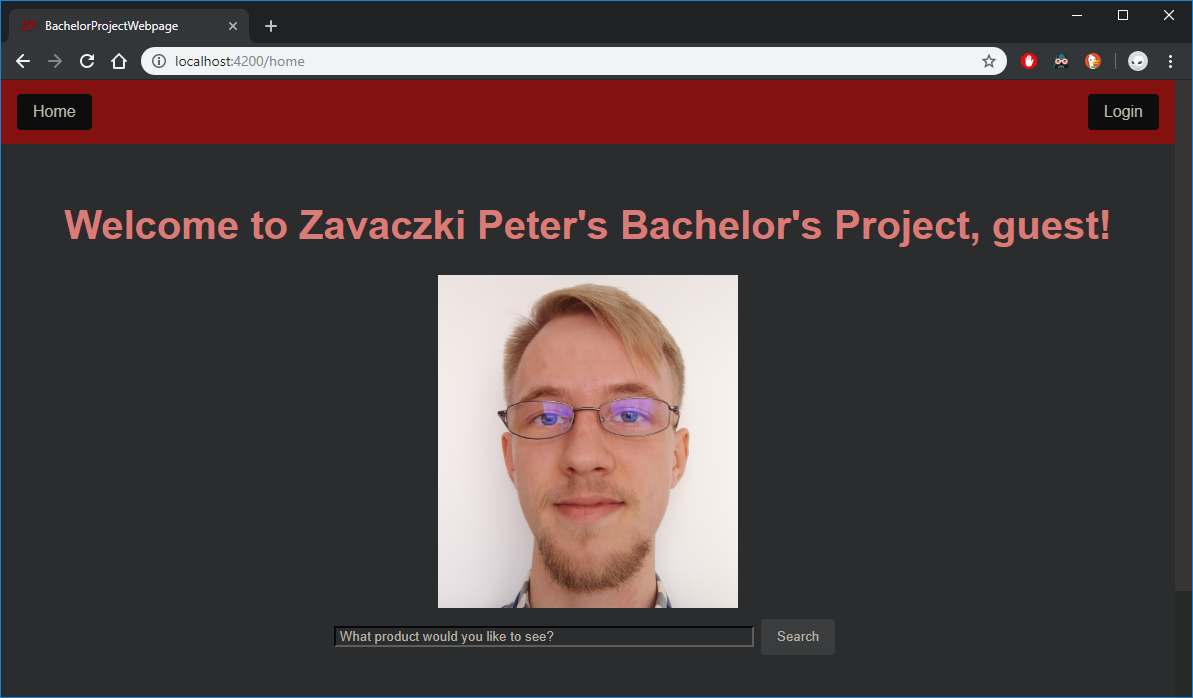 BachelorProjectWebpage
localhost:4200/home
Home
Login
Welcome to Zavaczki Peter's Bachelor's Project, guest!
What product would you like to see?
Search